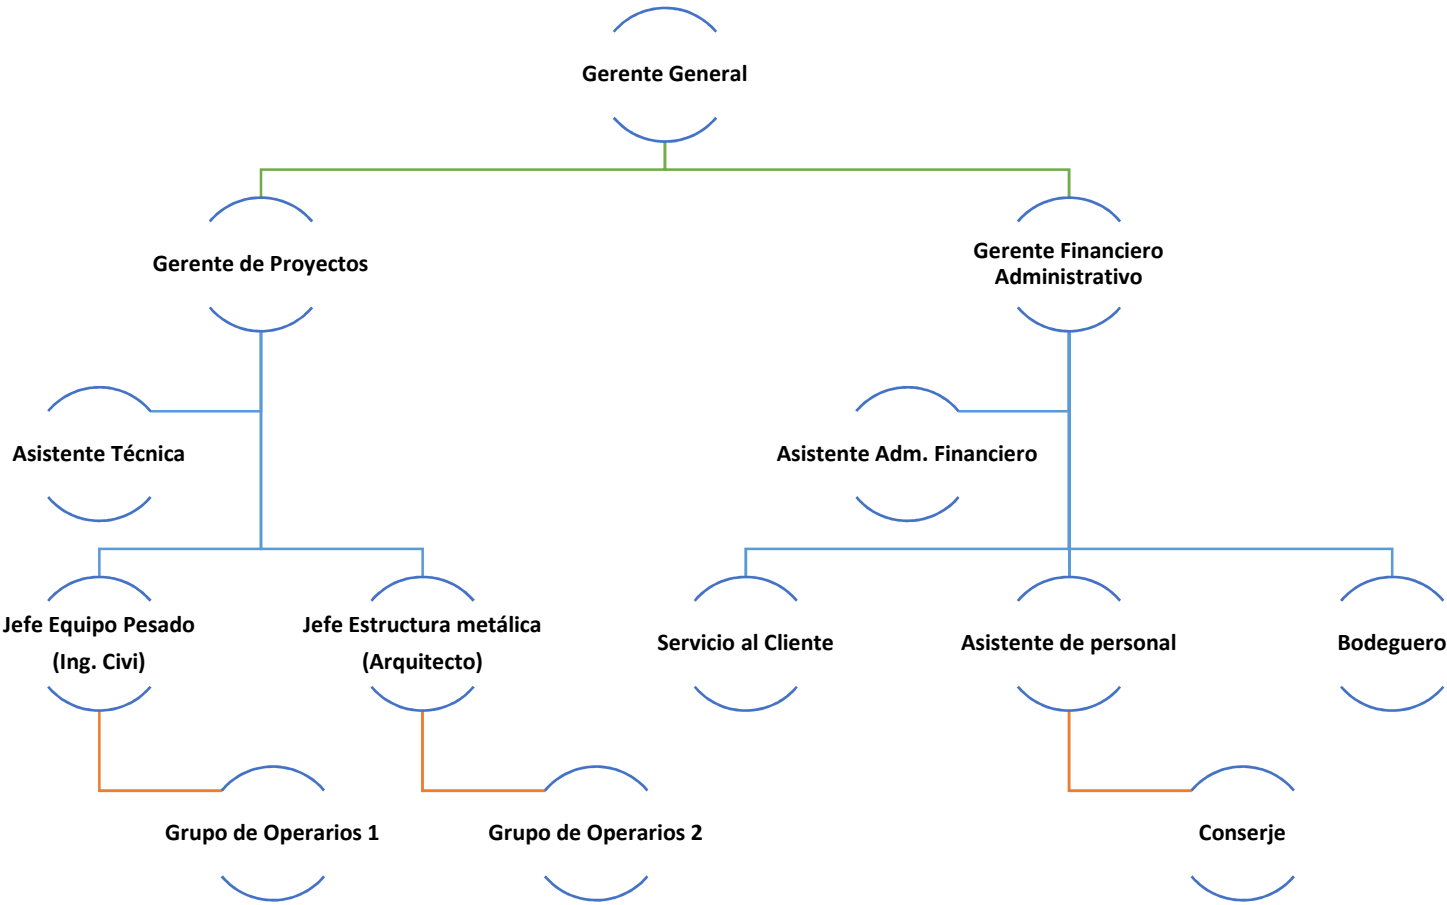 Gerente General
Gerente de Proyectos
Gerente Financiero
Administrativo
Asistente Técnica
Asistente Adm. Financiero
Jefe Equipo Pesado
(Ing. Civi)
Jefe Estructura metálica
(Arquitecto)
Servicio al Cliente
Asistente de personal
Bodeguero
Grupo de Operarios 1
Grupo de Operarios 2
Conserje